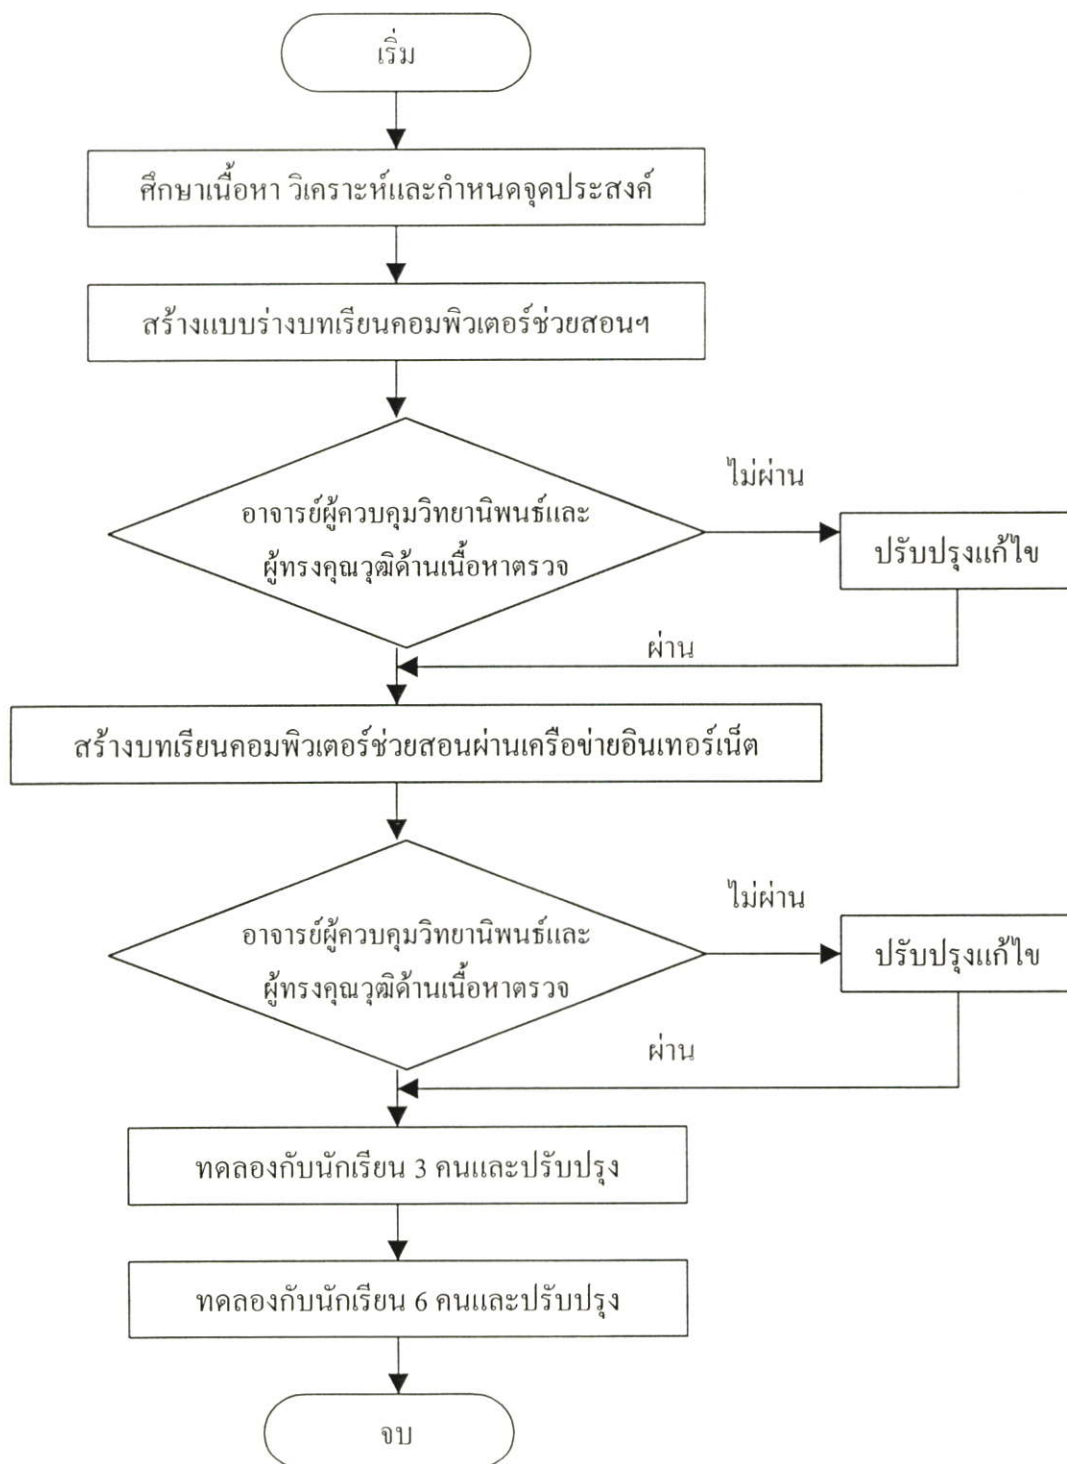 เริ่ม
ศึกษาเนื้อหา วิเคราะห์และกำหนดจุดประสงค์
สร้างแบบร่างบทเรียนคอมพิวเตอร์ช่วยสอนฯ
ไม่ผ่าน
อาจารย์ผู้ควบคุมวิทยานิพนธ์และ
ผู้ทรงคุณวุฒิด้านเนื้อหาตรวจ
ปรับปรุงแก้ไข
ผ่าน
สร้างบทเรียนคอมพิวเตอร์ช่วยสอนผ่านเครือข่ายอินเทอร์เน็ต
ไม่ผ่าน
อาจารย์ผู้ควบคุมวิทยานิพนธ์และ
ผู้ทรงคุณวุฒิด้านเนื้อหาตรวจ
ปรับปรุงแก้ไข
ผ่าน
ทดลองกับนักเรียน 3 คนและปรับปรุง
ทดลองกับนักเรียน 6 คนและปรับปรุง
จบ